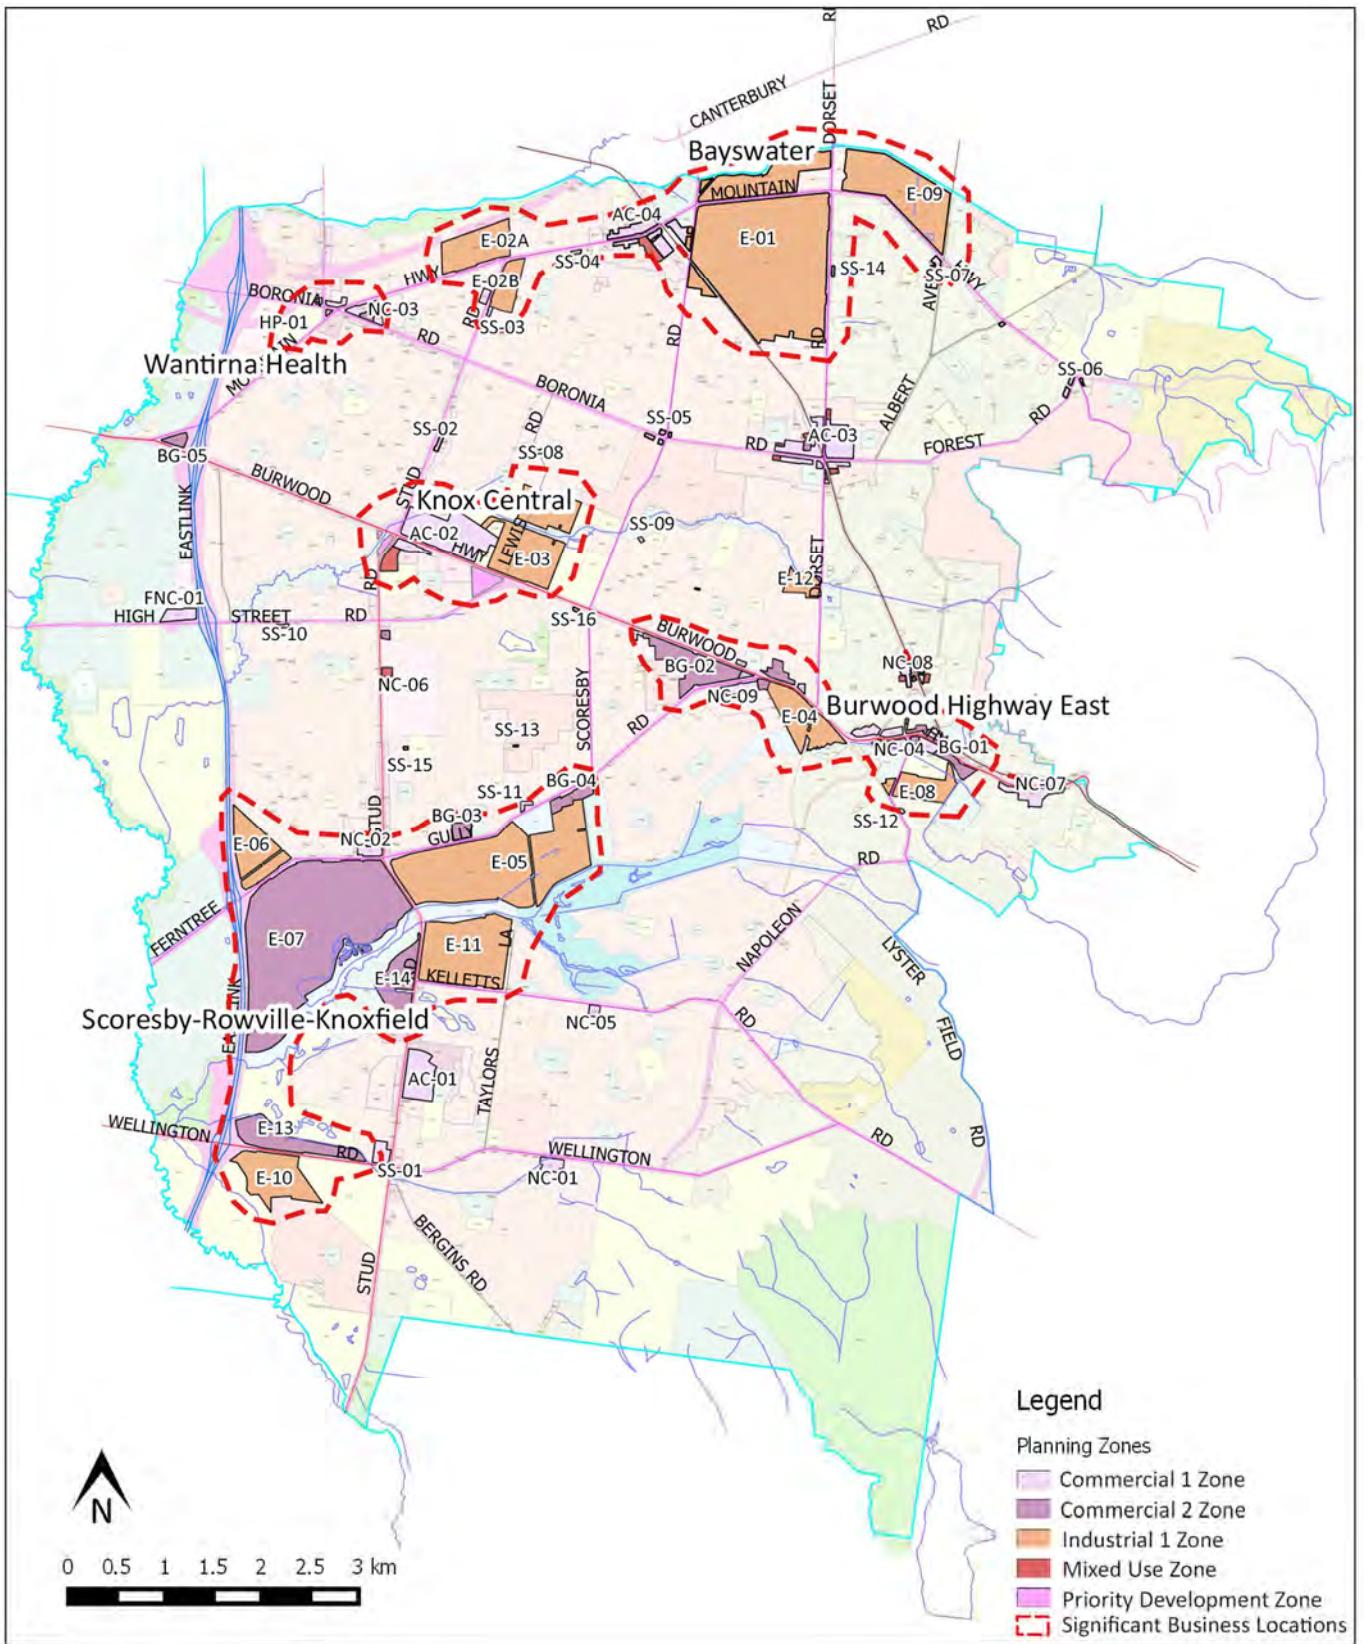 RD
RD
CANTERBURY
DORSET
Bayswater
MOUNTAIN
E-09
AC-04
E-02A
E-01
SS-04
SS-14
HWY
E-02B
SS-07
HWY
BORONIA
NC-03
HP-01
RD
SS-03
RD
RD
RD
Wantirna Health
BORONIA
ALBERT
SS-06
RD
SS-05
SS-02
RD
AC-03
FOREST
BG-05
SS-08
BURWOOD
STUD
Knox Central
EASTLINK
AC-02
HWY
LEWIS
E-03
SS-09
DORSET
RD
E-12
FNC-01
HIGH
STREET
RD
SS-10
SS-16
BURWOOD
BG-02
NC-08
NC-06
NC-09
SCORESBY
RD
E-04
Burwood Highway East
SS-13
NC-04
BG-01
SS-15
BG-04
NC-07
SS-11
E-08
STUD
BG-03
SS-12
NC-02
GULLY
E-06
E-05
RD
FERNTREE
E-07
LA
NAPOLEON
LYSTER
E-11
E-14
KELLETTS
Scoresby-Rowville-Knoxfield
NC-05
RD
FIELD
TAYLORS
AC-01
WELLINGTON
E-13
RD
RD
RD
WELLINGTON
SS-01
NC-01
E-10
BERGINS RD
STUD
Legend
Planning Zones
Commercial 1 Zone
Commercial 2 Zone
Industrial 1 Zone
Mixed Use Zone
Priority Development Zone
Significant Business Locations
N
0 0.5 1 1.5 2 2.5 3 km